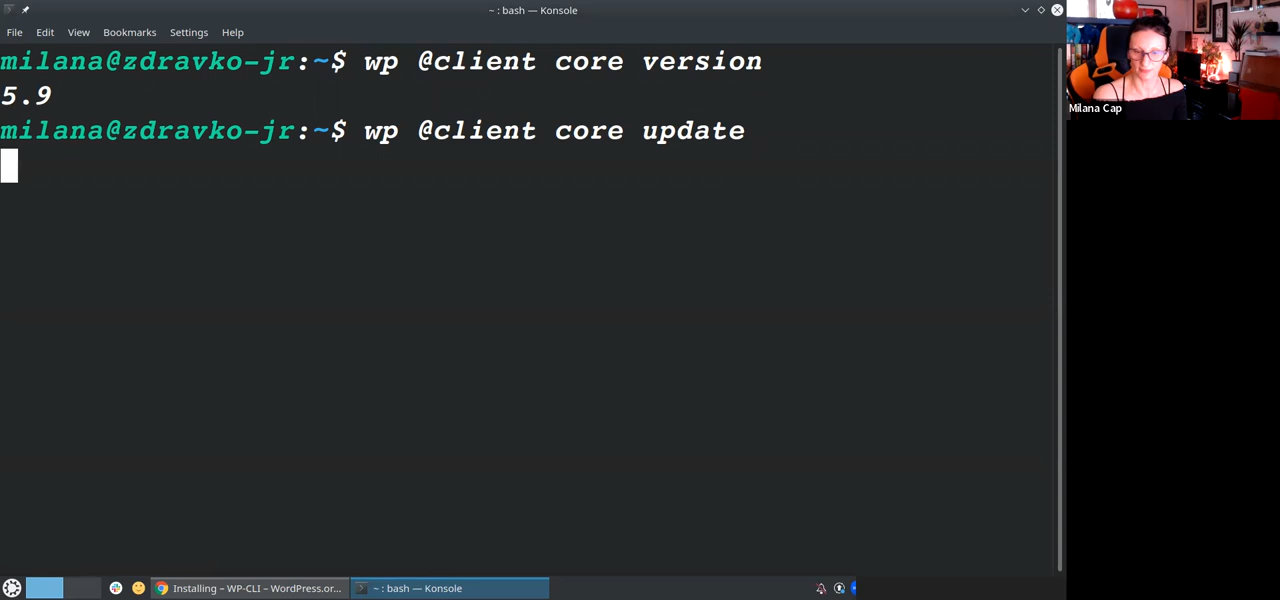 ~ : bash — Konsole
File Edit View Bookmarks Settings Help
milana@zdravko-jr:~$ wp @client core version
5.9
milana@zdravko-jr:~$ wp @client core update
Milana Cap
Installing – WP-CLI – WordPress.or... ~ : bash — Konsole